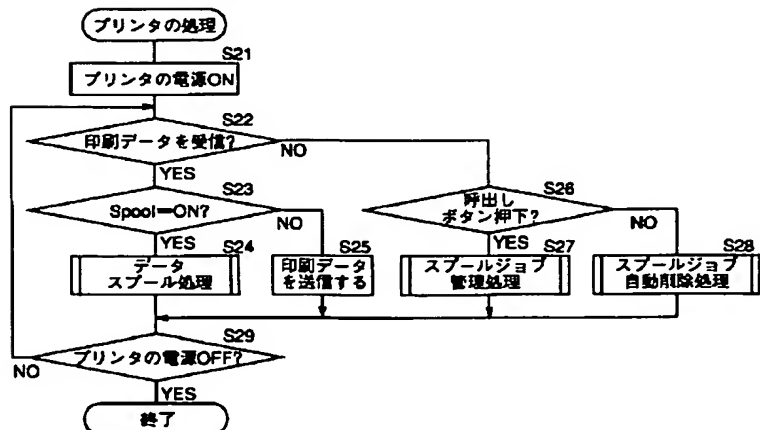 プリンタの処理
S21
プリンタの電源ON
S22
印刷データを受信?
NO
YES
S23
Spool=ON?
NO
YES
S26
呼出し
ボタン押下?
NO
YES
S24
データ
スプール処理
S25
印刷データ
を送信する
S27
スプールジョブ
管理処理
S28
スプールジョブ
自動削除処理
S29
プリンタの電源OFF?
NO
YES
終了